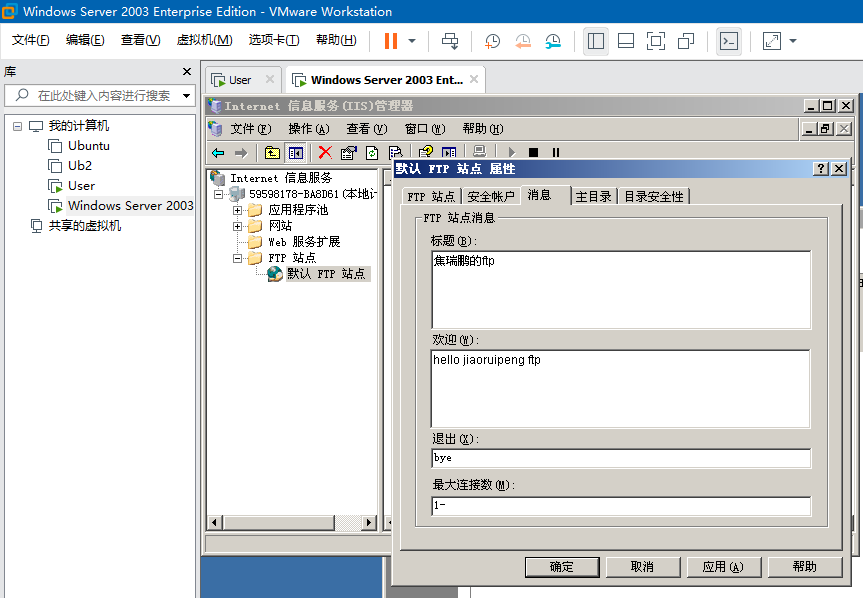 Windows Server 2003 Enterprise Edition - VMware Workstation
文件(F) 编辑(E) 查看(V) 虚拟机(M) 选项卡(T) 帮助(H)
库
在此处键入内容进行搜索
我的计算机
Ubuntu
Ub2
User
Windows Server 2003
共享的虚拟机
User
Windows Server 2003 Ent...
Internet 信息服务(IIS)管理器
文件(F) 操作(A) 查看(V) 窗口(W) 帮助(H)
Internet 信息服务
59598178-BA8D61(本地计
应用程序池
网站
Web 服务扩展
FTP 站点
默认 FTP 站点
默认 FTP 站点 属性
FTP 站点 安全帐户 消息 主目录 目录安全性
FTP 站点消息
标题(B):
焦瑞鹏的ftp
欢迎(W):
hello jiaoruipeng ftp
退出(X):
bye
最大连接数(M):
1-
确定 取消 应用(A) 帮助